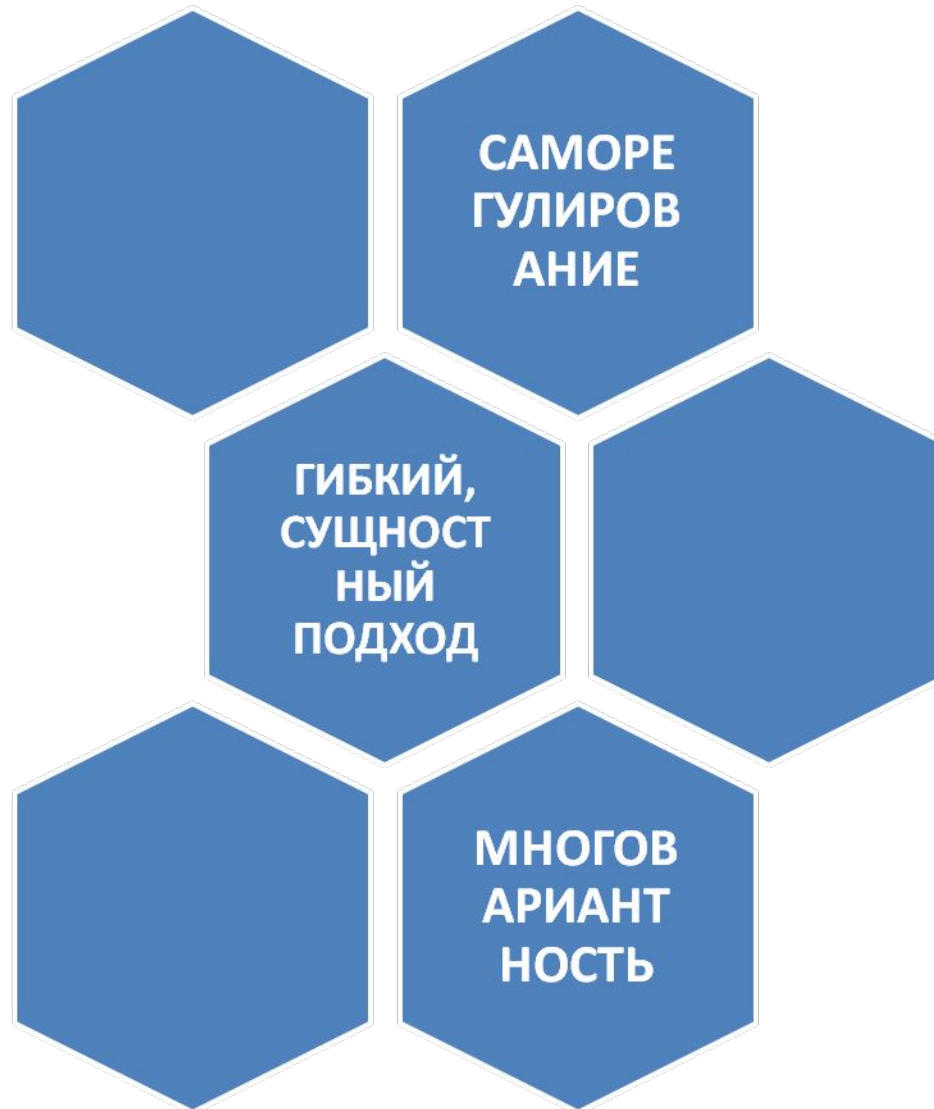 САМОРЕ
ГУЛИРОВ
АНИЕ
ГИБКИЙ,
СУЩНОСТ
НЫЙ
ПОДХОД
МНОГОВ
АРИАНТ
НОСТЬ